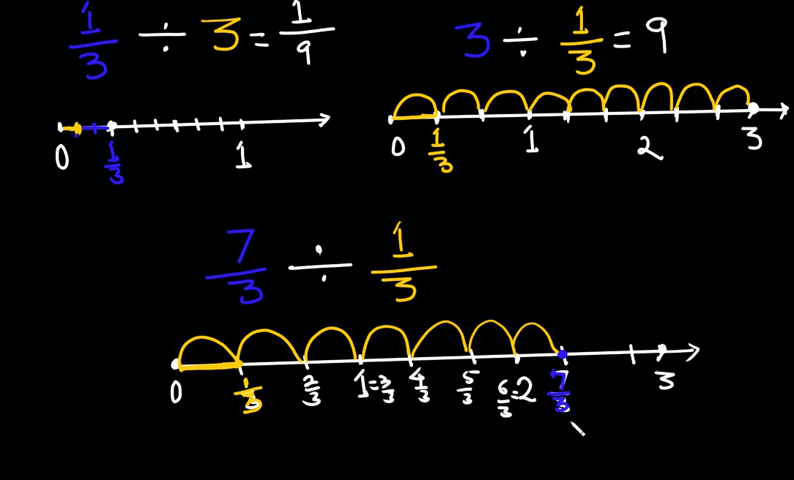 1/3 ÷ 3 = 1/9
3 ÷ 1/3 = 9
0 1/3 1
0 1/3 1 2 3
7/3 ÷ 1/3
0 1/3 2/3 1=3/3 4/3 5/3 6/3=2 7/3 3